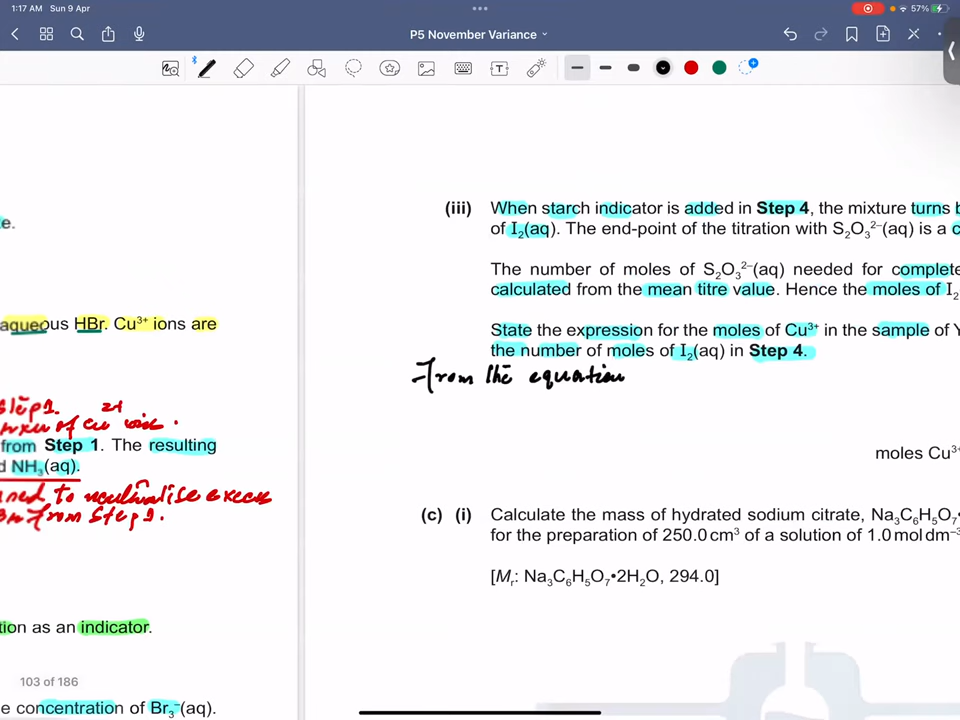 1:17 AM Sun 9 Apr
57%
P5 November Variance
te.
aqueous HBr. Cu³⁺ ions are
Step 1. 2+
of Cu
from Step 1. The resulting
d NH₃(aq).
used to neutralise excess
from Step 1.
tion as an indicator.
103 of 186
e concentration of Br₃⁻(aq).
(iii) When starch indicator is added in Step 4, the mixture turns b
of I₂(aq). The end-point of the titration with S₂O₃²⁻(aq) is a c
The number of moles of S₂O₃²⁻(aq) needed for complete
calculated from the mean titre value. Hence the moles of I₂
State the expression for the moles of Cu³⁺ in the sample of Y
the number of moles of I₂(aq) in Step 4.
From the equation
moles Cu³⁺
(c) (i) Calculate the mass of hydrated sodium citrate, Na₃C₆H₅O₇•
for the preparation of 250.0 cm³ of a solution of 1.0 mol dm⁻³
[Mᵣ: Na₃C₆H₅O₇•2H₂O, 294.0]